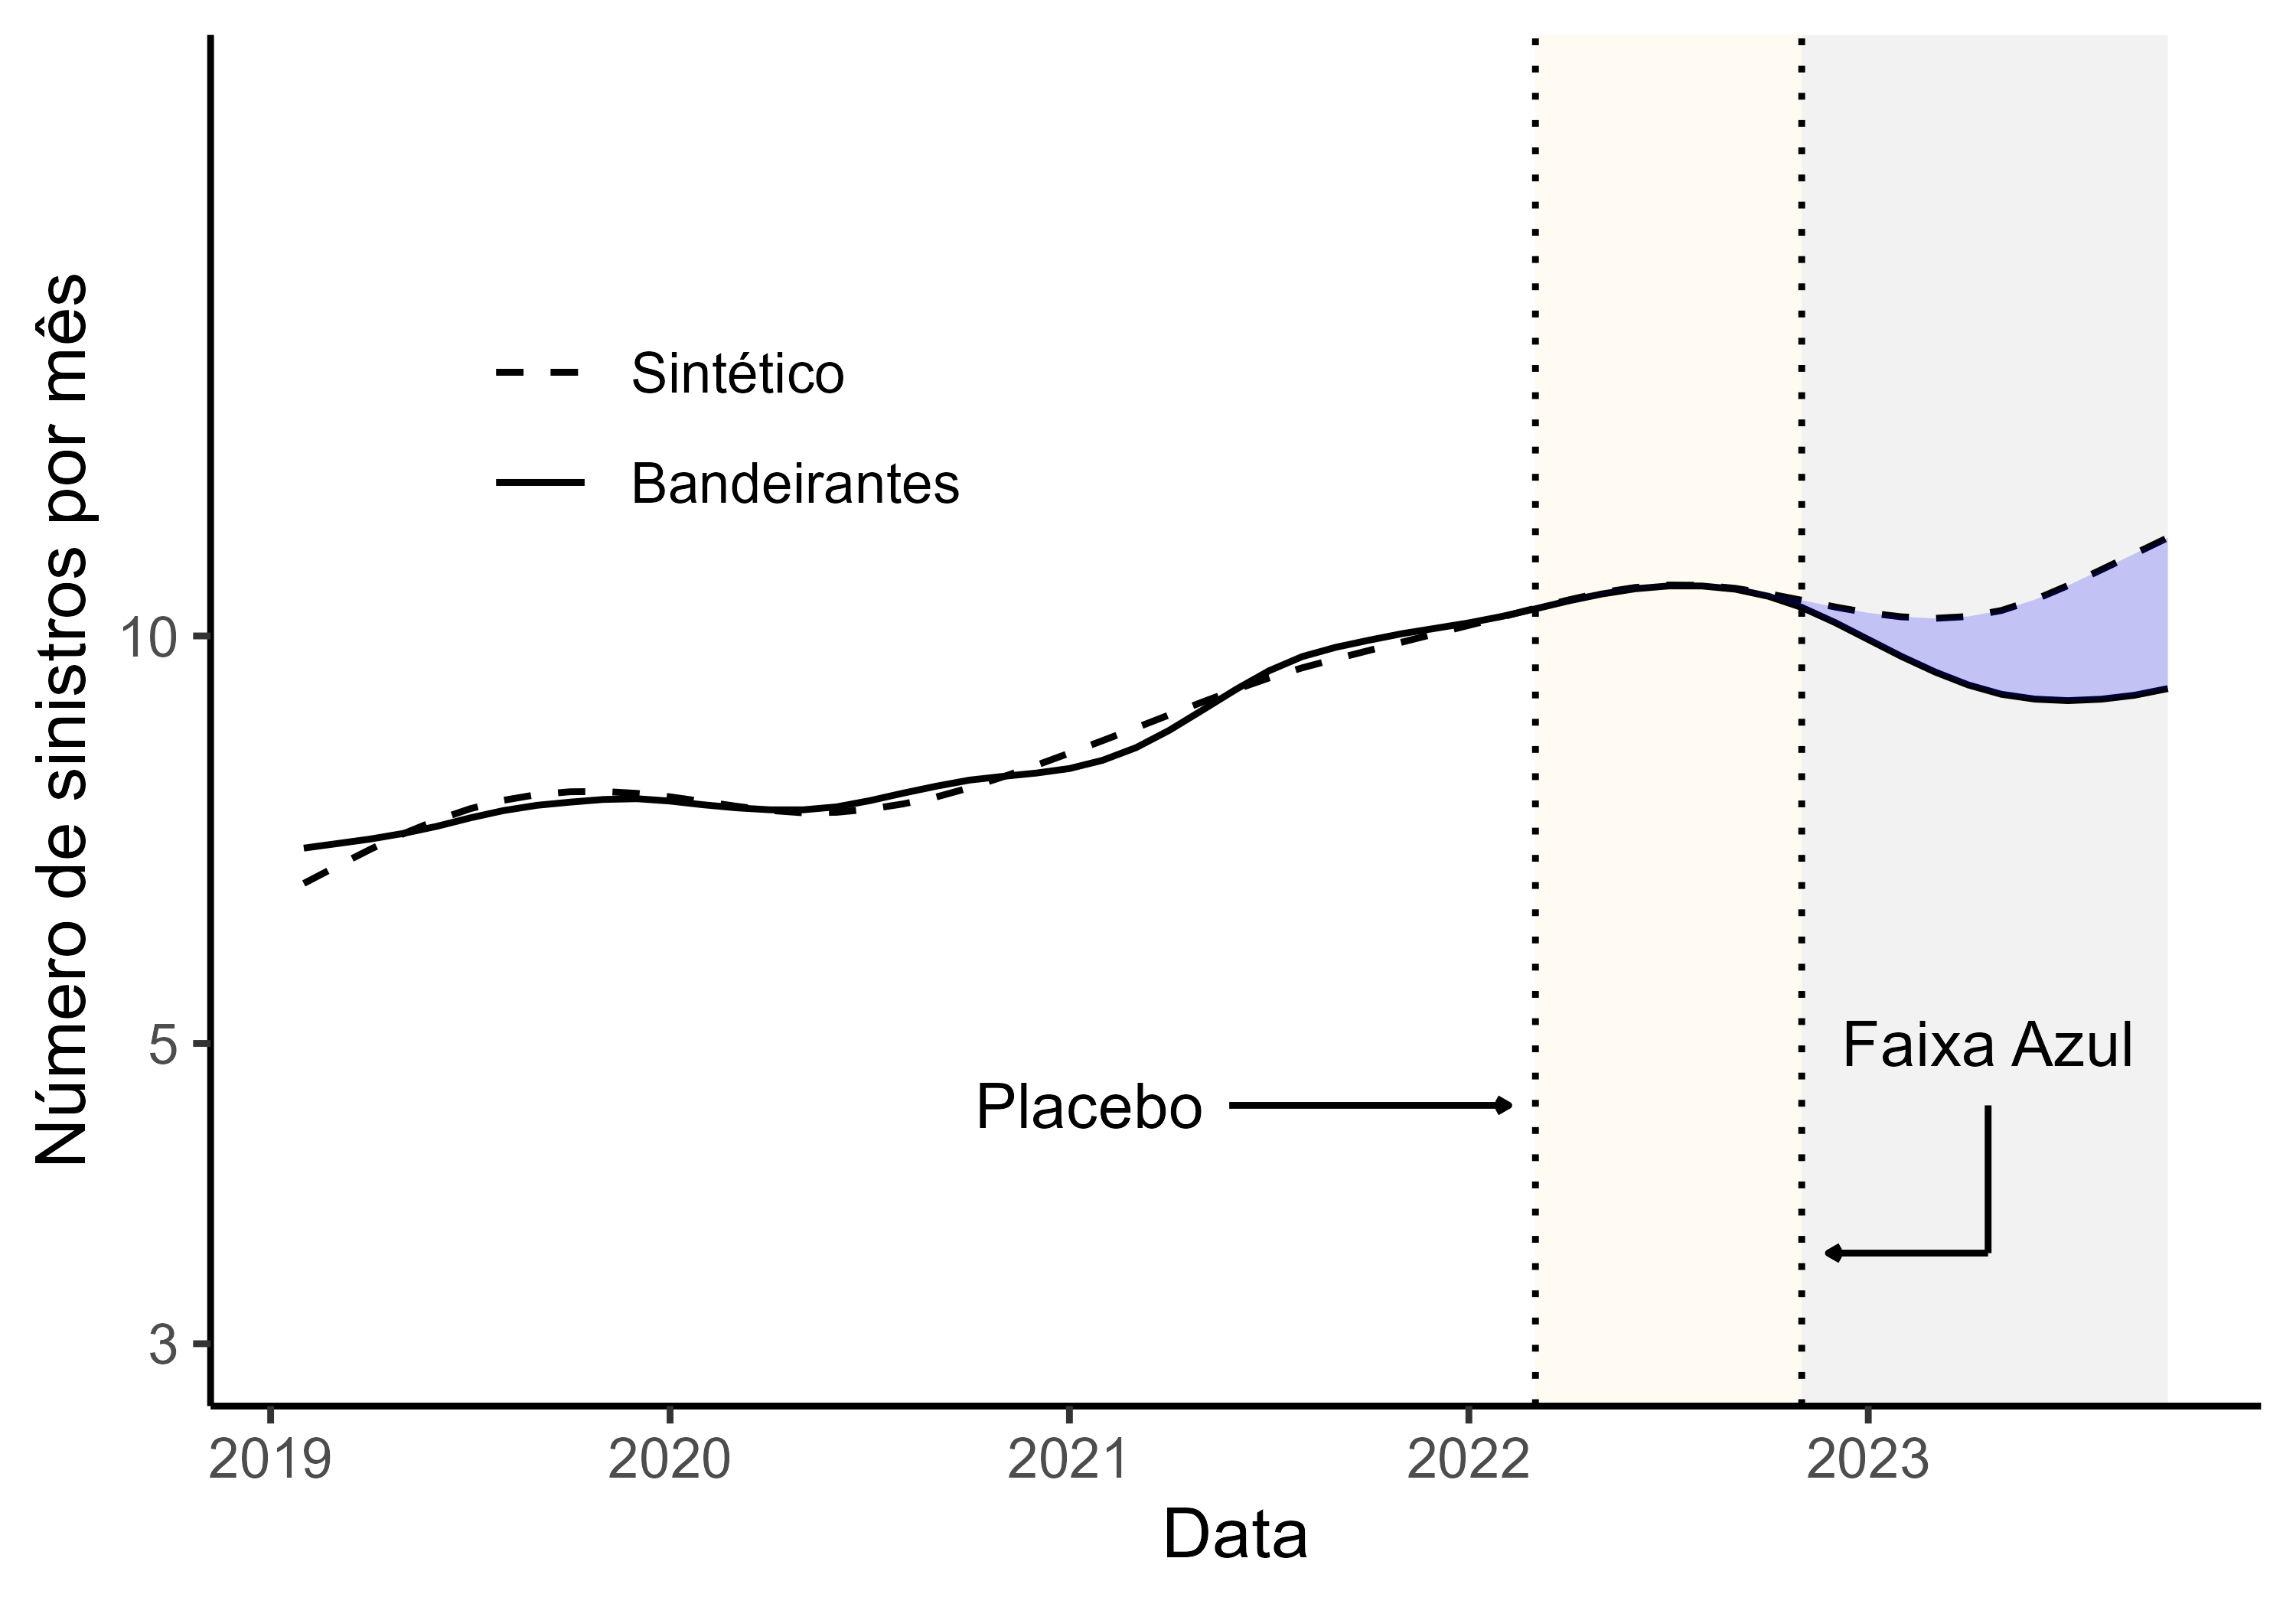 Número de sinistros por mês
Sintético
Bandeirantes
10
5
3
Faixa Azul
Placebo
2019
2020
2021
2022
2023
Data